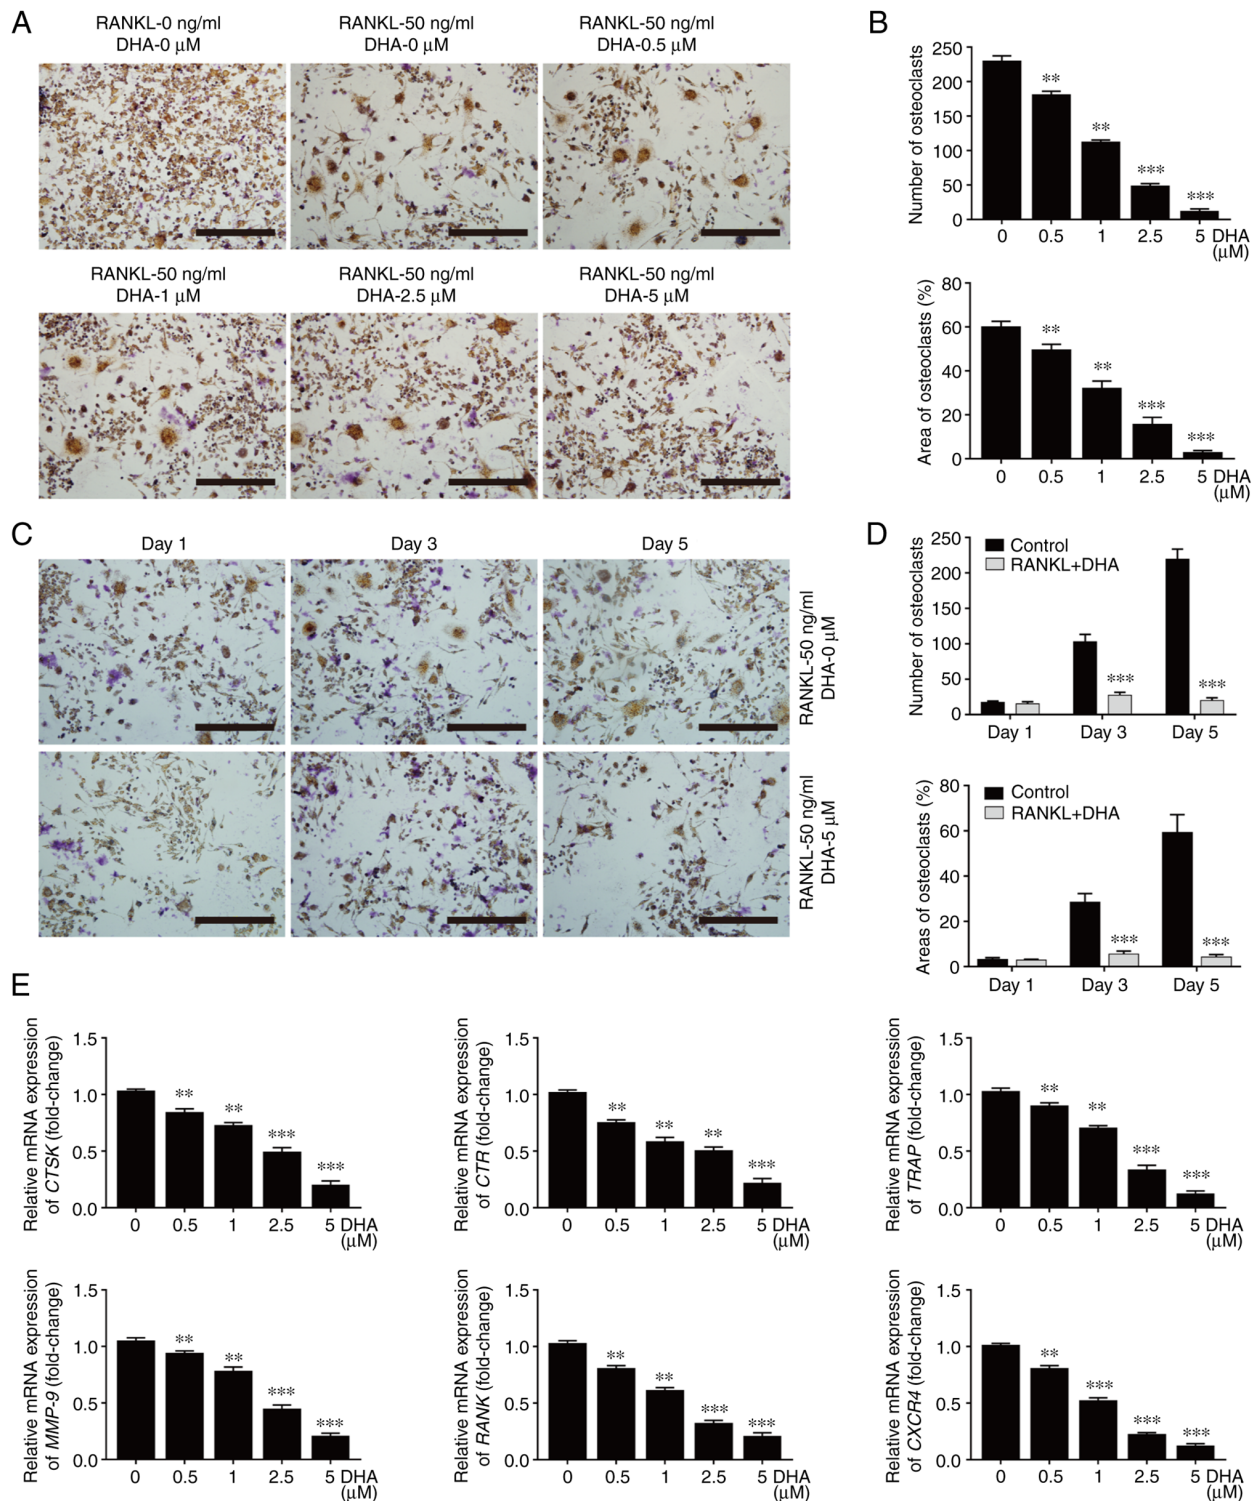 A
RANKL-0 ng/ml
DHA-0 µM
RANKL-50 ng/ml
DHA-0 µM
RANKL-50 ng/ml
DHA-0.5 µM
RANKL-50 ng/ml
DHA-1 µM
RANKL-50 ng/ml
DHA-2.5 µM
RANKL-50 ng/ml
DHA-5 µM
B
Number of osteoclasts
250
200
150
100
50
0
**
**
***
***
0 0.5 1 2.5 5 DHA
(µM)
Area of osteoclasts (%)
80
60
40
20
0
**
**
***
***
0 0.5 1 2.5 5 DHA
(µM)
C
Day 1 Day 3 Day 5
RANKL-50 ng/ml
DHA-0 µM
RANKL-50 ng/ml
DHA-5 µM
D
Number of osteoclasts
250
200
150
100
50
0
Control
RANKL+DHA
***
***
Day 1 Day 3 Day 5
Areas of osteoclasts (%)
80
60
40
20
0
Control
RANKL+DHA
***
***
Day 1 Day 3 Day 5
E
Relative mRNA expression
of CTSK (fold-change)
1.5
1.0
0.5
0.0
**
**
***
***
0 0.5 1 2.5 5 DHA
(µM)
Relative mRNA expression
of CTR (fold-change)
1.5
1.0
0.5
0.0
**
**
**
***
0 0.5 1 2.5 5 DHA
(µM)
Relative mRNA expression
of TRAP (fold-change)
1.5
1.0
0.5
0.0
**
**
***
***
0 0.5 1 2.5 5 DHA
(µM)
Relative mRNA expression
of MMP-9 (fold-change)
1.5
1.0
0.5
0.0
**
**
***
***
0 0.5 1 2.5 5 DHA
(µM)
Relative mRNA expression
of RANK (fold-change)
1.5
1.0
0.5
0.0
**
**
***
***
0 0.5 1 2.5 5 DHA
(µM)
Relative mRNA expression
of CXCR4 (fold-change)
1.5
1.0
0.5
0.0
**
***
***
***
0 0.5 1 2.5 5 DHA
(µM)